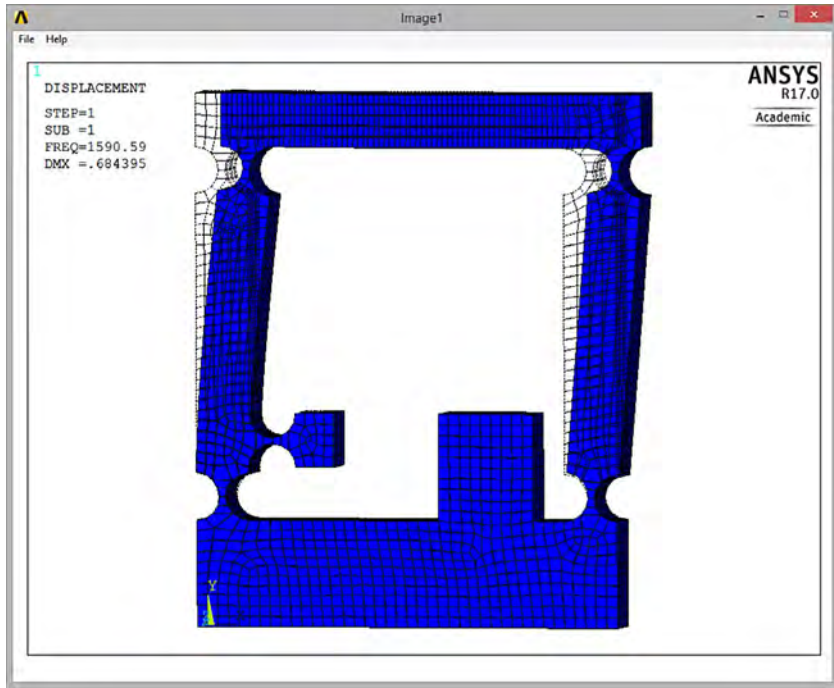 Image1
File Help
1
DISPLACEMENT
STEP=1
SUB =1
FREQ=1590.59
DMX =.684395
ANSYS
R17.0
Academic
Y